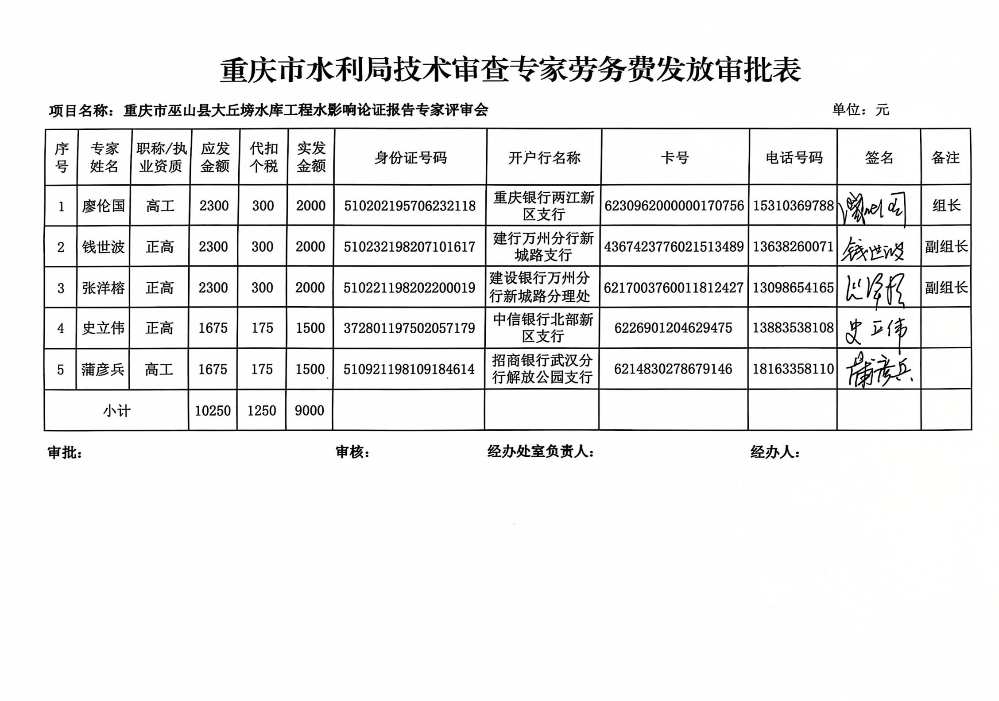 重庆市水利局技术审查专家劳务费发放审批表
项目名称：重庆市巫山县大丘塝水库工程水影响论证报告专家评审会 单位：元
序号 专家姓名 职称/执业资质 应发金额 代扣个税 实发金额 身份证号码 开户行名称 卡号 电话号码 签名 备注
1 廖伦国 高工 2300 300 2000 510202195706232118 重庆银行两江新区支行 6230962000000170756 15310369788 廖伦国 组长
2 钱世波 正高 2300 300 2000 510232198207101617 建行万州分行新城路支行 4367423776021513489 13638260071 钱世波 副组长
3 张洋榕 正高 2300 300 2000 510221198202200019 建设银行万州分行新城路分理处 6217003760011812427 13098654165 张洋榕 副组长
4 史立伟 正高 1675 175 1500 372801197502057179 中信银行北部新区支行 6226901204629475 13883538108 史立伟
5 蒲彦兵 高工 1675 175 1500 510921198109184614 招商银行武汉分行解放公园支行 6214830278679146 18163358110 蒲彦兵
小计 10250 1250 9000
审批： 审核： 经办处室负责人： 经办人：